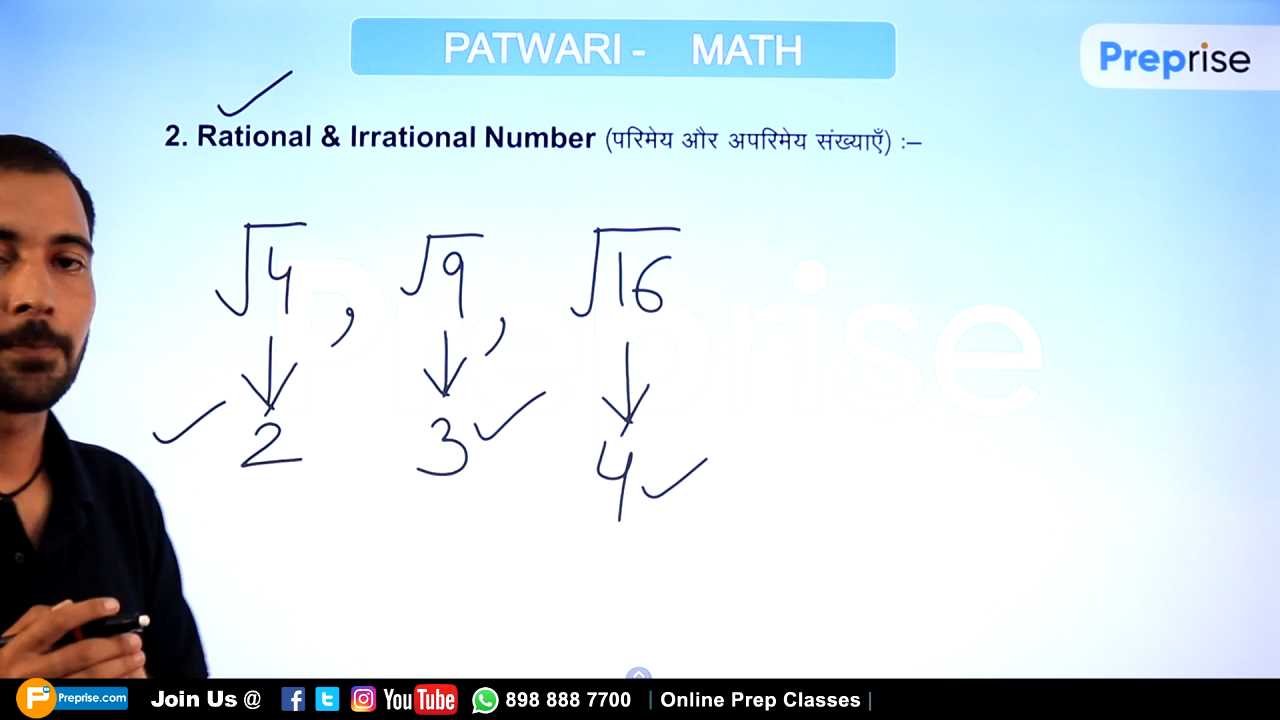 PATWARI - MATH
Preprise
2. Rational & Irrational Number (परिमेय और अपरिमेय संख्याएँ) :–
√4 , √9 , √16
2 3 4
Preprise
P Preprise.com Join Us @ f YouTube 898 888 7700 | Online Prep Classes |